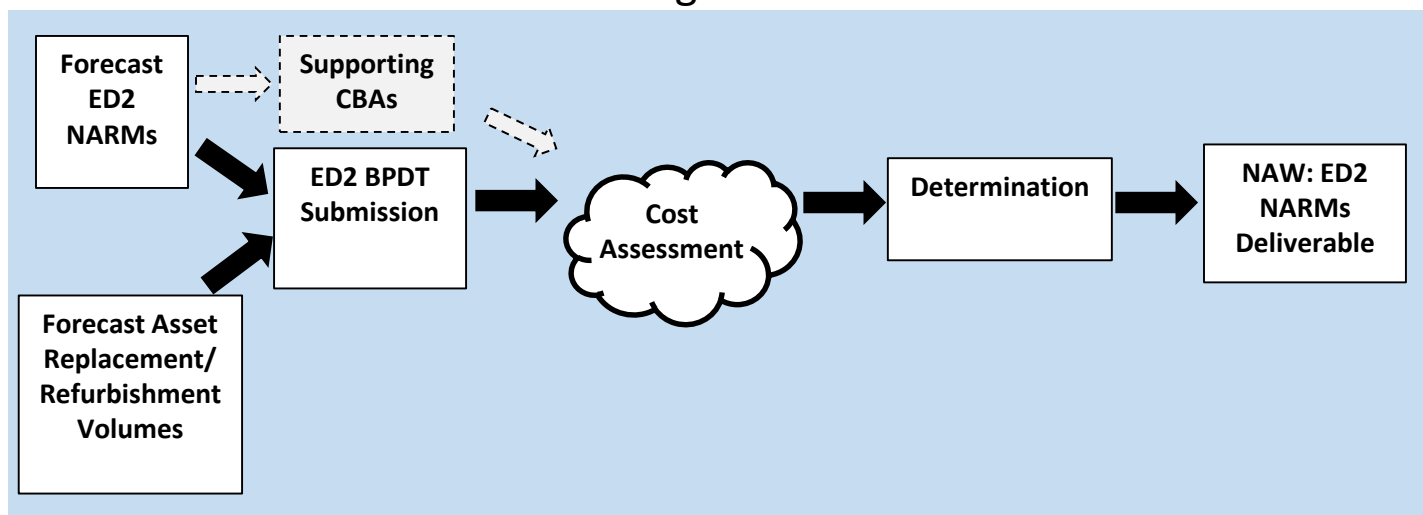 Forecast
ED2
NARMs
Supporting
CBAs
ED2 BPDT
Submission
Forecast Asset
Replacement/
Refurbishment
Volumes
Cost
Assessment
Determination
NAW: ED2
NARMs
Deliverable